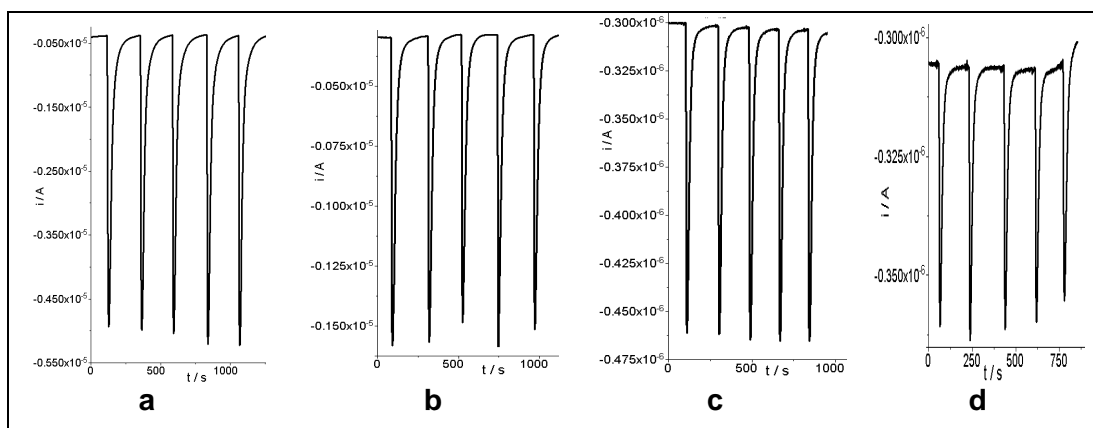 -0.050x10-5
-0.150x10-5
-0.250x10-5
-0.350x10-5
-0.450x10-5
-0.550x10-5
i / A
0 500 1000
t / s
a
-0.050x10-5
-0.075x10-5
-0.100x10-5
-0.125x10-5
-0.150x10-5
i / A
0 500 1000
t / s
b
-0.300x10-6
-0.325x10-6
-0.350x10-6
-0.375x10-6
-0.400x10-6
-0.425x10-6
-0.450x10-6
-0.475x10-6
i / A
0 500 1000
t / s
c
-0.300x10-6
-0.325x10-6
-0.350x10-6
i / A
0 250 500 750
t / s
d